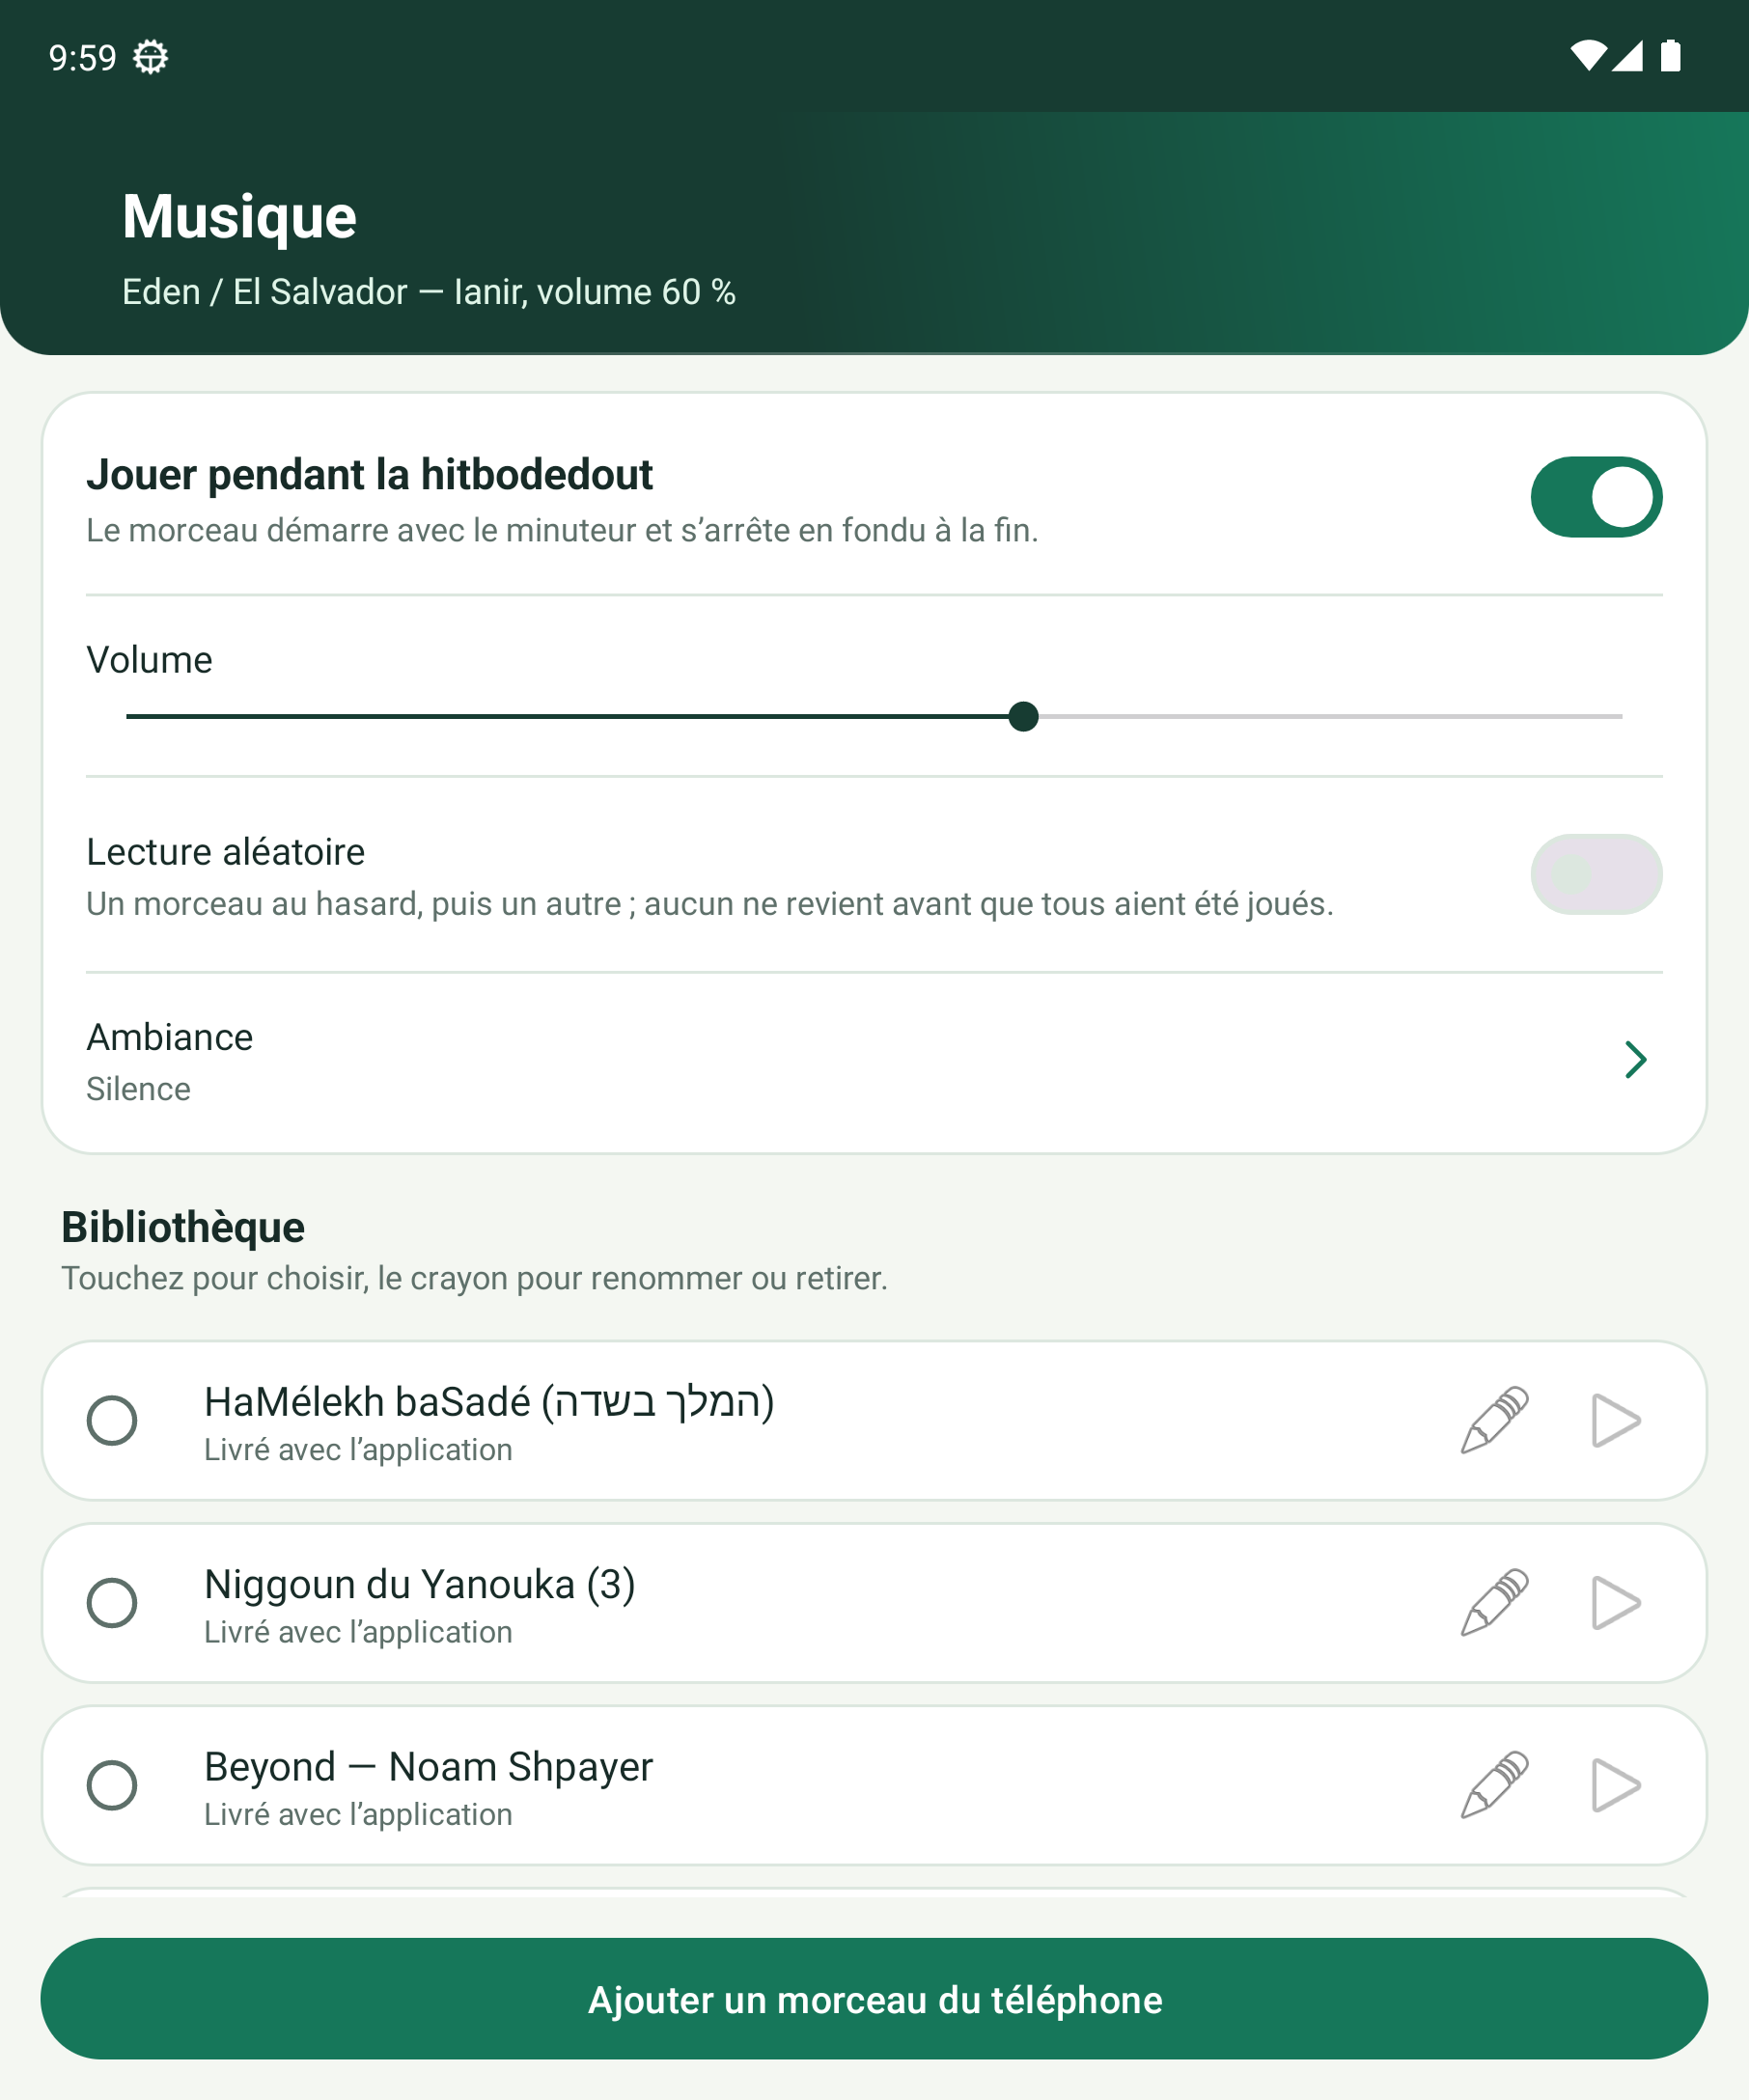 9:59
Musique
Eden / El Salvador — Ianir, volume 60 %
Jouer pendant la hitbodedout
Le morceau démarre avec le minuteur et s’arrête en fondu à la fin.
Volume
Lecture aléatoire
Un morceau au hasard, puis un autre ; aucun ne revient avant que tous aient été joués.
Ambiance
Silence
Bibliothèque
Touchez pour choisir, le crayon pour renommer ou retirer.
HaMélekh baSadé (המלך בשדה)
Livré avec l’application
Niggoun du Yanouka (3)
Livré avec l’application
Beyond — Noam Shpayer
Livré avec l’application
Ajouter un morceau du téléphone